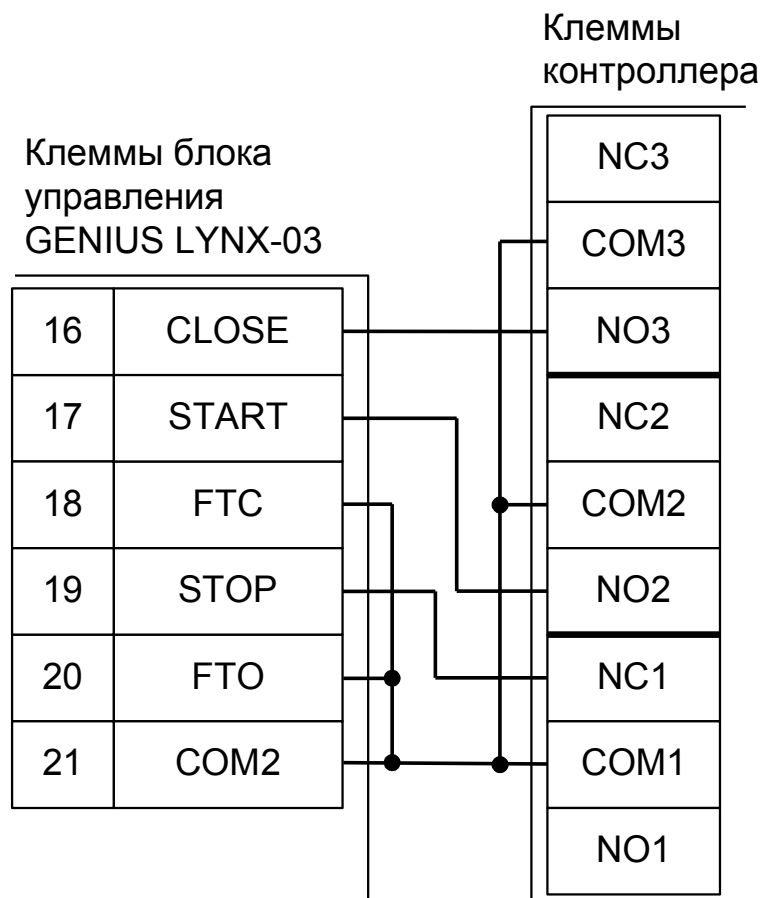 Клеммы
контроллера
Клеммы блока
управления
GENIUS LYNX-03
NC3
COM3
16 CLOSE
NO3
17 START
NC2
18 FTC
COM2
19 STOP
NO2
20 FTO
NC1
21 COM2
COM1
NO1